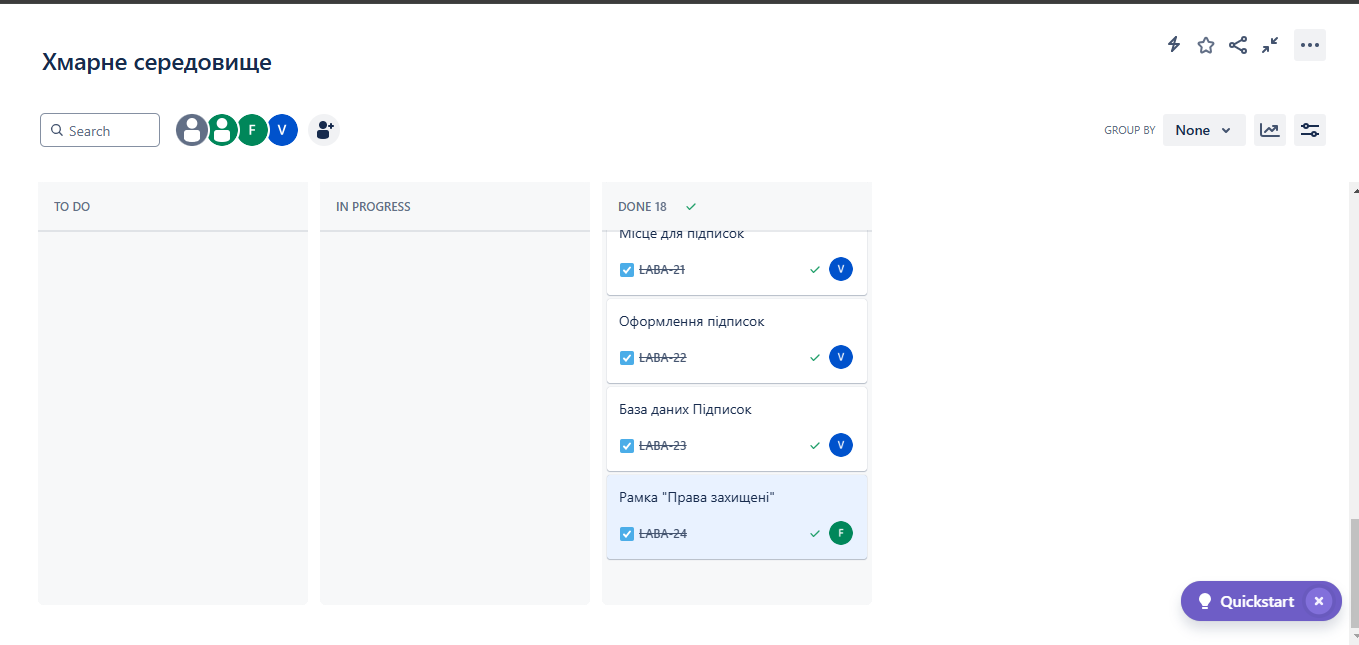 Хмарне середовище
Search
F
V
GROUP BY
None
TO DO
IN PROGRESS
DONE 18
Місце для підписок
LABA-21
V
Оформлення підписок
LABA-22
V
База даних Підписок
LABA-23
V
Рамка "Права захищені"
LABA-24
F
Quickstart